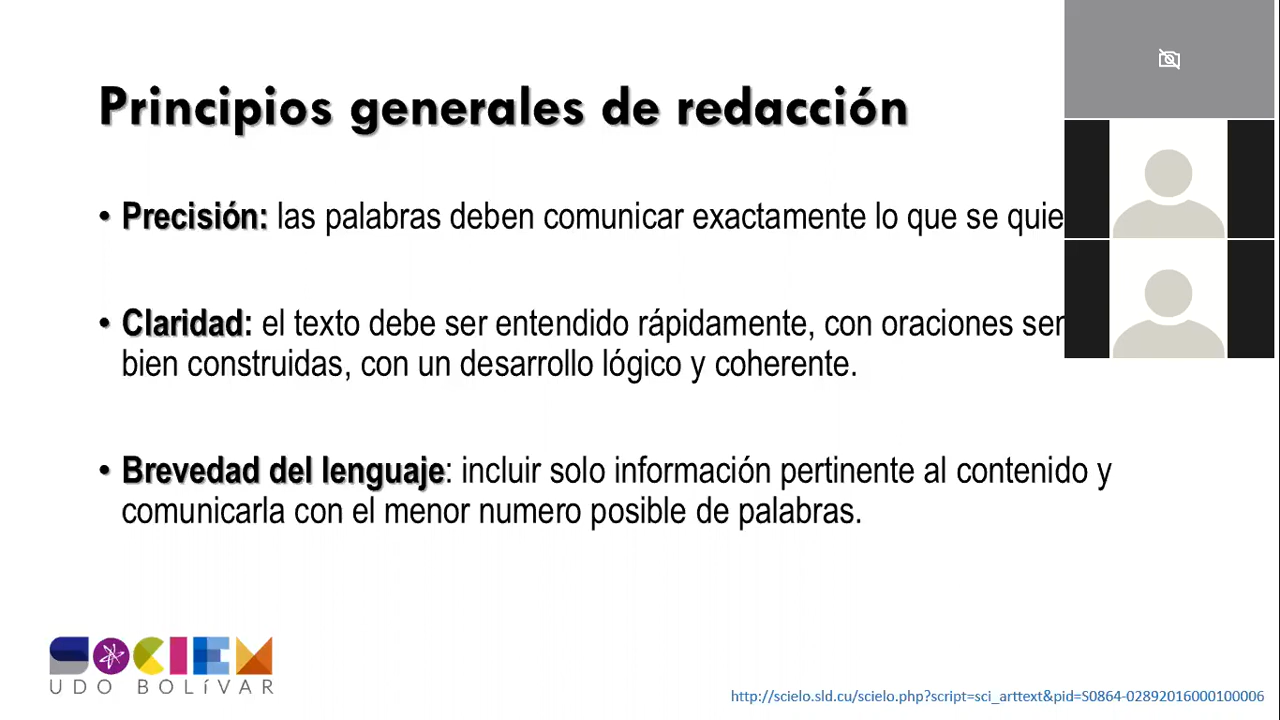 Principios generales de redacción
• Precisión: las palabras deben comunicar exactamente lo que se
• Claridad: el texto debe ser entendido rápidamente, con oraciones
bien construidas, con un desarrollo lógico y coherente.
• Brevedad del lenguaje: incluir solo información pertinente al contenido y
comunicarla con el menor numero posible de palabras.
SOCIEM
UDO BOLíVAR
http://scielo.sld.cu/scielo.php?script=sci_arttext&pid=S0864-02892016000100006